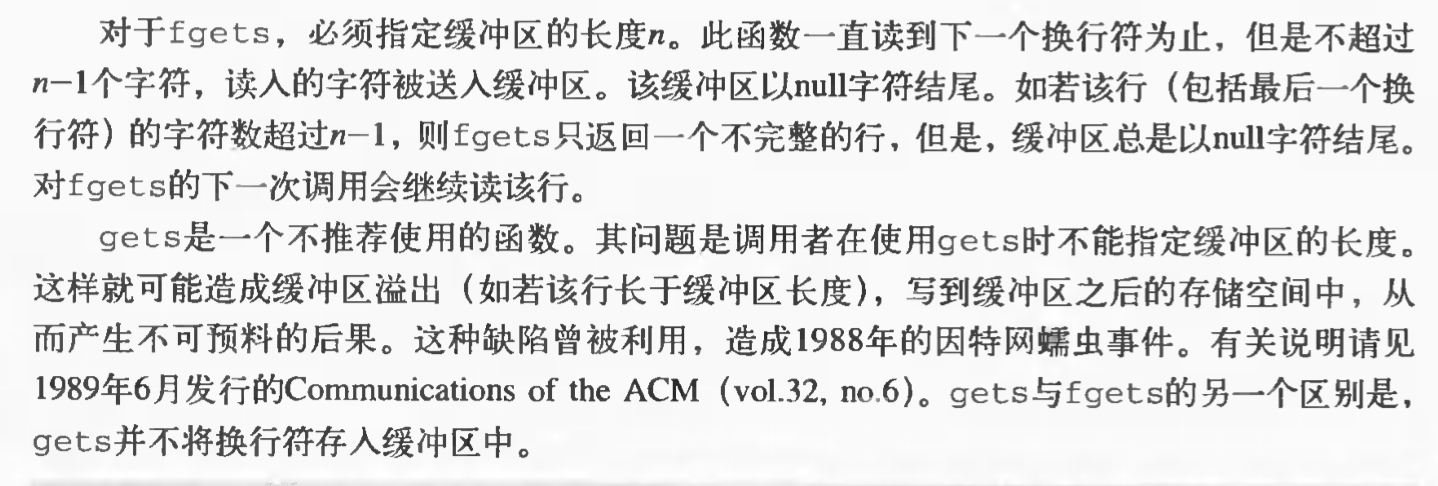 对于fgets，必须指定缓冲区的长度n。此函数一直读到下一个换行符为止，但是不超过
n−1个字符，读入的字符被送入缓冲区。该缓冲区以null字符结尾。如若该行（包括最后一个换
行符）的字符数超过n−1，则fgets只返回一个不完整的行，但是，缓冲区总是以null字符结尾。
对fgets的下一次调用会继续读该行。
gets是一个不推荐使用的函数。其问题是调用者在使用gets时不能指定缓冲区的长度。
这样就可能造成缓冲区溢出（如若该行长于缓冲区长度），写到缓冲区之后的存储空间中，从
而产生不可预料的后果。这种缺陷曾被利用，造成1988年的因特网蠕虫事件。有关说明请见
1989年6月发行的Communications of the ACM（vol.32, no.6）。gets与fgets的另一个区别是，
gets并不将换行符存入缓冲区中。